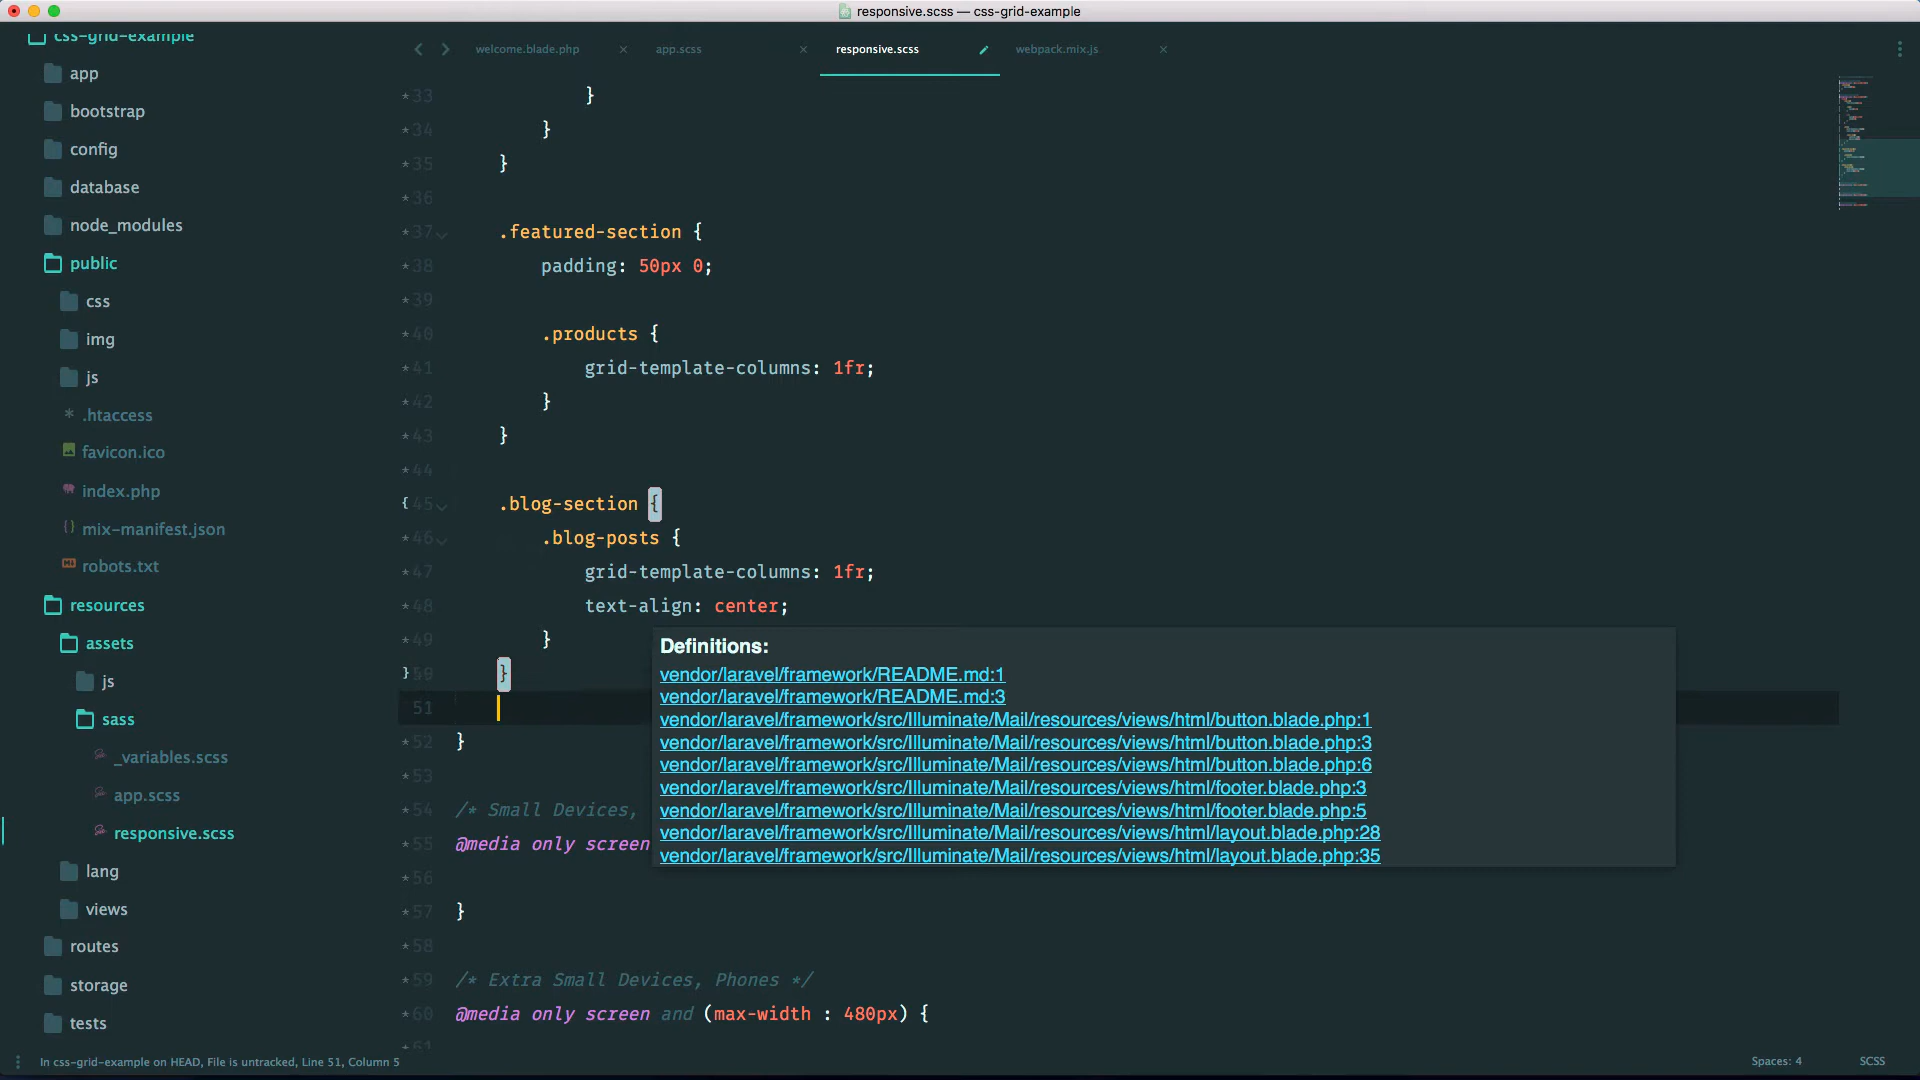 responsive.scss — css-grid-example
css-grid-example
app
bootstrap
config
database
node_modules
public
css
img
js
.htaccess
favicon.ico
index.php
mix-manifest.json
robots.txt
resources
assets
js
sass
_variables.scss
app.scss
responsive.scss
lang
views
routes
storage
tests
welcome.blade.php
app.scss
responsive.scss
webpack.mix.js
33 }
34 }
35 }
36
37 .featured-section {
38 padding: 50px 0;
39
40 .products {
41 grid-template-columns: 1fr;
42 }
43 }
44
45 .blog-section {
46 .blog-posts {
47 grid-template-columns: 1fr;
48 text-align: center;
49 }
50 }
51
52 }
53
54 /* Small Devices,
55 @media only screen
56
57 }
58
59 /* Extra Small Devices, Phones */
60 @media only screen and (max-width : 480px) {
61
Definitions:
vendor/laravel/framework/README.md:1
vendor/laravel/framework/README.md:3
vendor/laravel/framework/src/Illuminate/Mail/resources/views/html/button.blade.php:1
vendor/laravel/framework/src/Illuminate/Mail/resources/views/html/button.blade.php:3
vendor/laravel/framework/src/Illuminate/Mail/resources/views/html/button.blade.php:6
vendor/laravel/framework/src/Illuminate/Mail/resources/views/html/footer.blade.php:3
vendor/laravel/framework/src/Illuminate/Mail/resources/views/html/footer.blade.php:5
vendor/laravel/framework/src/Illuminate/Mail/resources/views/html/layout.blade.php:28
vendor/laravel/framework/src/Illuminate/Mail/resources/views/html/layout.blade.php:35
In css-grid-example on HEAD, File is untracked, Line 51, Column 5
Spaces: 4
SCSS